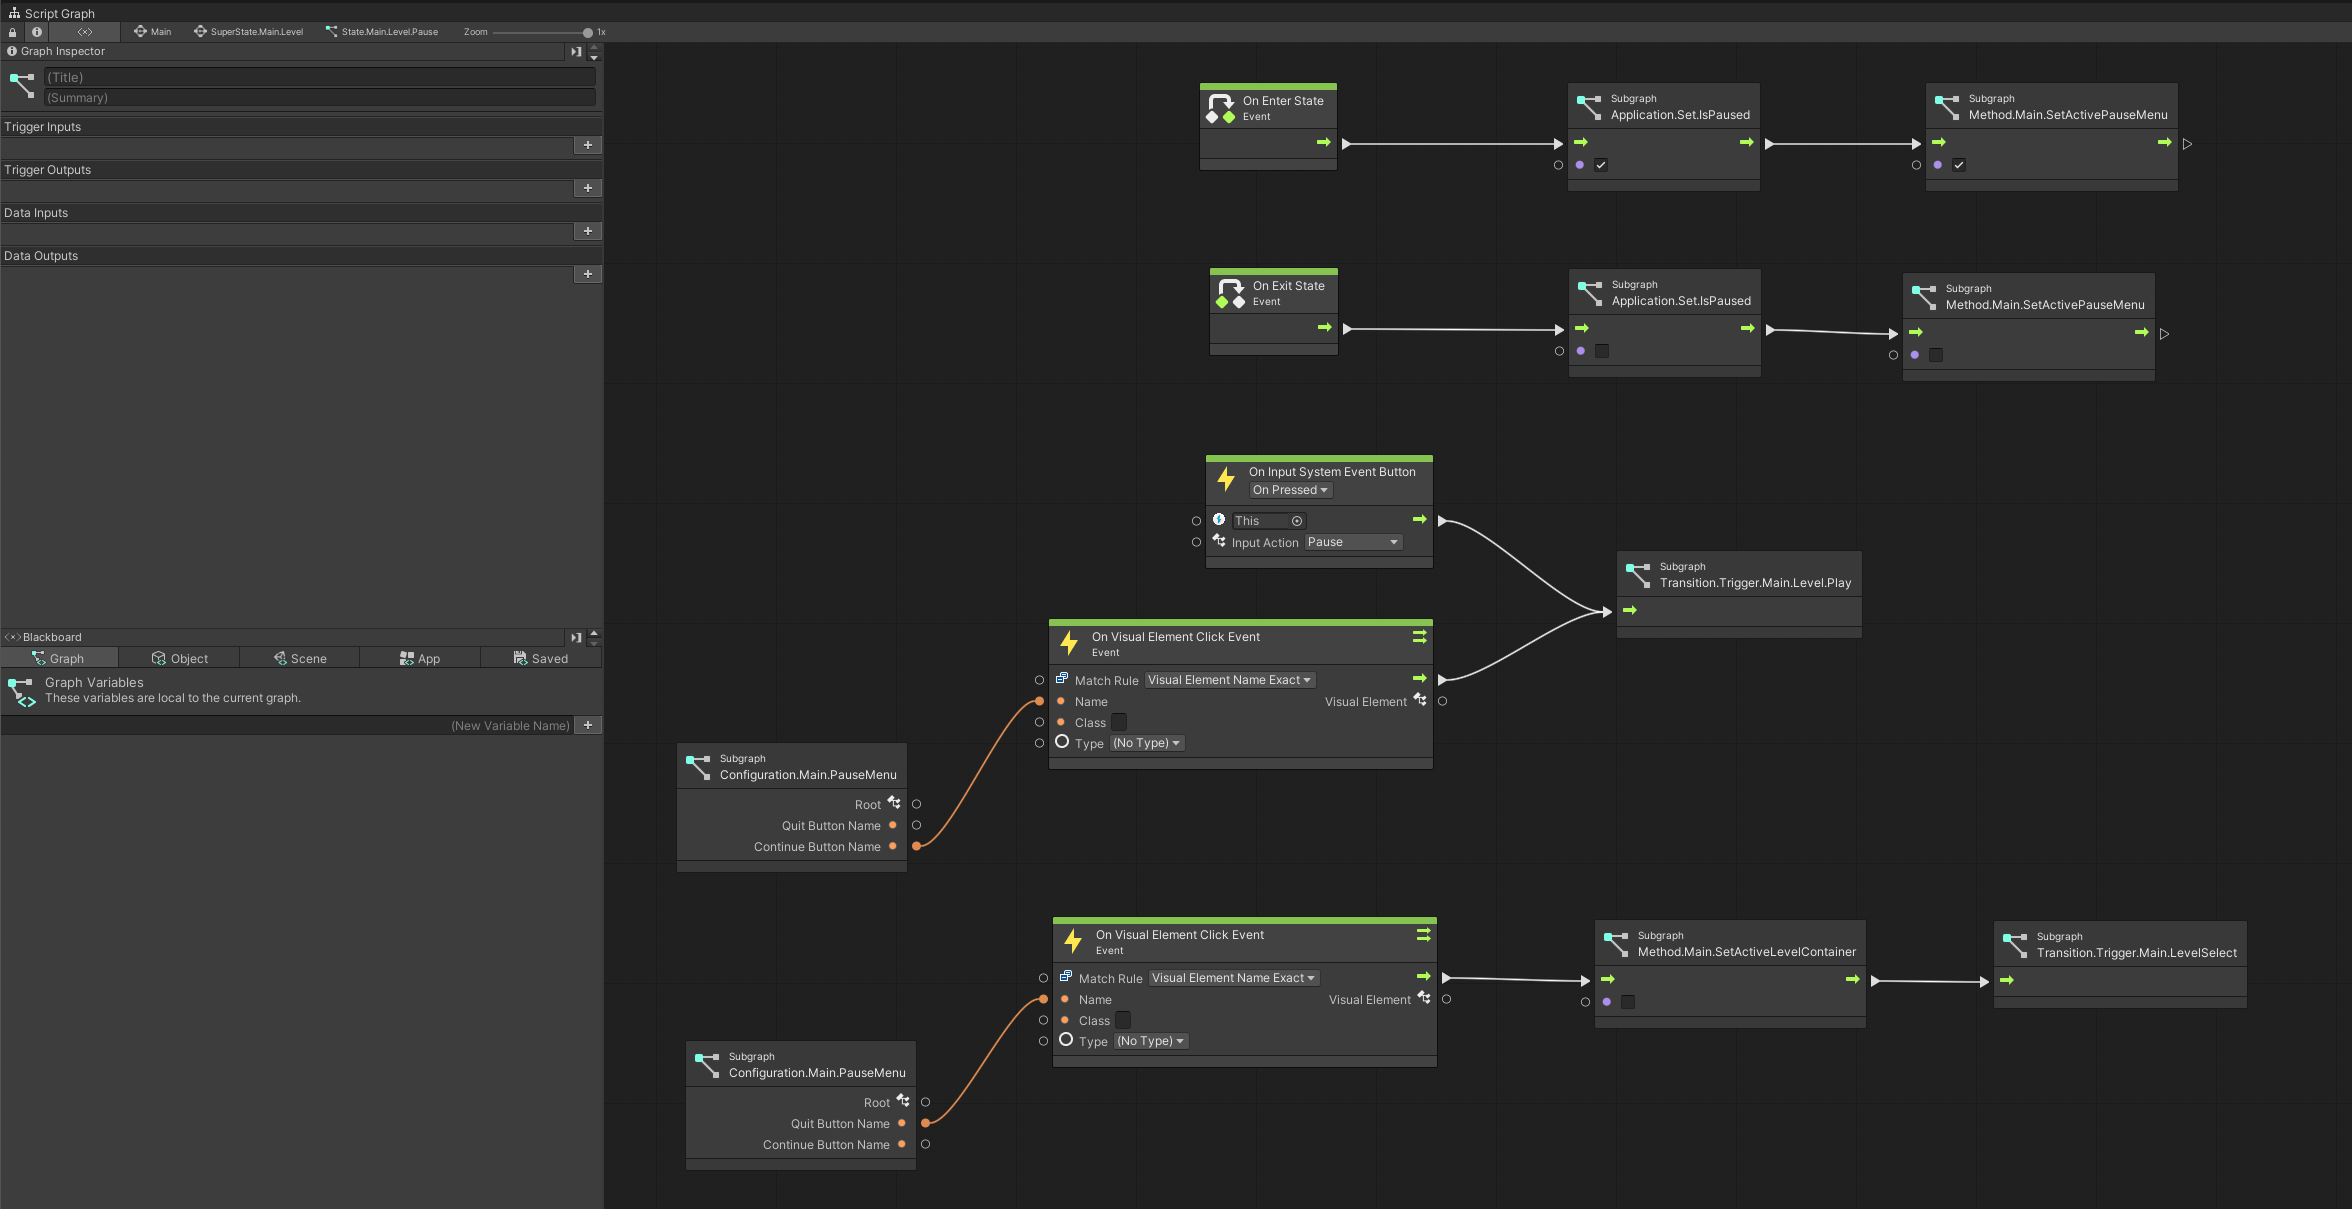 Script Graph
Main
SuperState.Main.Level
State.Main.Level.Pause
Zoom
1x
Graph Inspector
(Title)
(Summary)
Trigger Inputs
Trigger Outputs
Data Inputs
Data Outputs
Blackboard
Graph
Object
Scene
App
Saved
Graph Variables
These variables are local to the current graph.
(New Variable Name)
On Enter State
Event
Subgraph
Application.Set.IsPaused
Subgraph
Method.Main.SetActivePauseMenu
On Exit State
Event
Subgraph
Application.Set.IsPaused
Subgraph
Method.Main.SetActivePauseMenu
On Input System Event Button
On Pressed
This
Input Action Pause
Subgraph
Transition.Trigger.Main.Level.Play
On Visual Element Click Event
Event
Match Rule Visual Element Name Exact
Name
Visual Element
Class
Type (No Type)
Subgraph
Configuration.Main.PauseMenu
Root
Quit Button Name
Continue Button Name
On Visual Element Click Event
Event
Match Rule Visual Element Name Exact
Name
Visual Element
Class
Type (No Type)
Subgraph
Method.Main.SetActiveLevelContainer
Subgraph
Transition.Trigger.Main.LevelSelect
Subgraph
Configuration.Main.PauseMenu
Root
Quit Button Name
Continue Button Name